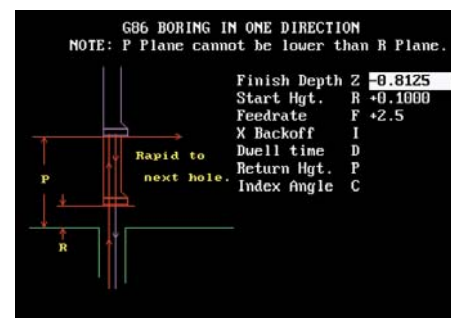 G86 BORING IN ONE DIRECTION
NOTE: P Plane cannot be lower than R Plane.
Finish Depth Z -0.8125
Start Hgt. R +0.1000
Feedrate F +2.5
X Backoff I
Dwell time D
Return Hgt. P
Index Angle C
Rapid to
next hole.
P
R